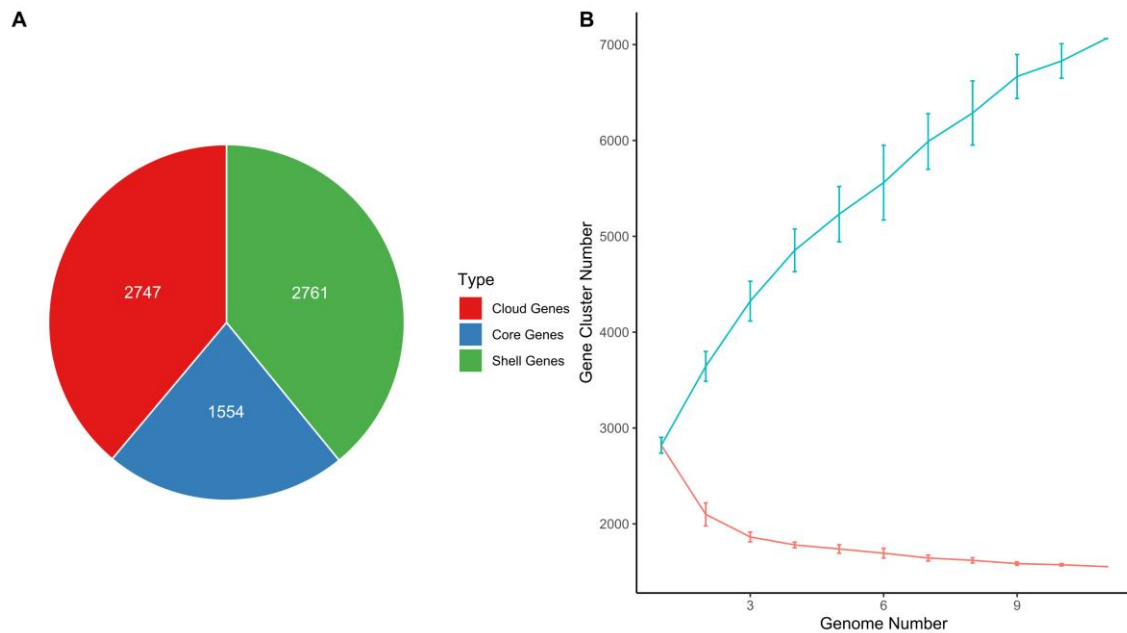 A
2747
2761
1554
Type
Cloud Genes
Core Genes
Shell Genes
B
Gene Cluster Number
7000
6000
5000
4000
3000
2000
3
6
9
Genome Number